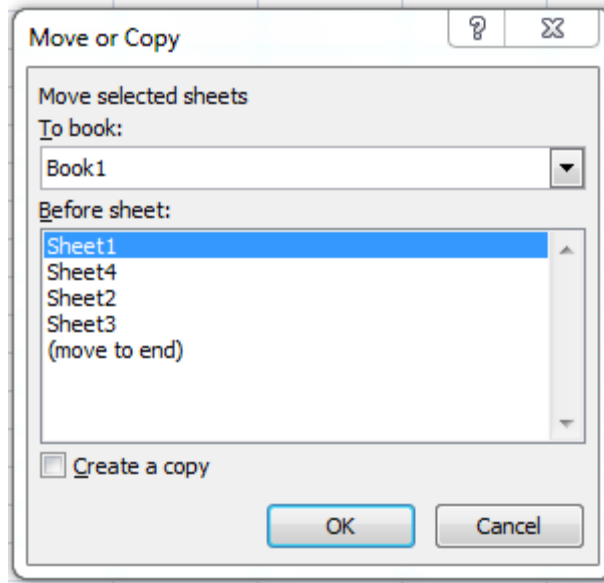 Move or Copy
Move selected sheets
To book:
Book1
Before sheet:
Sheet1
Sheet4
Sheet2
Sheet3
(move to end)
Create a copy
OK Cancel